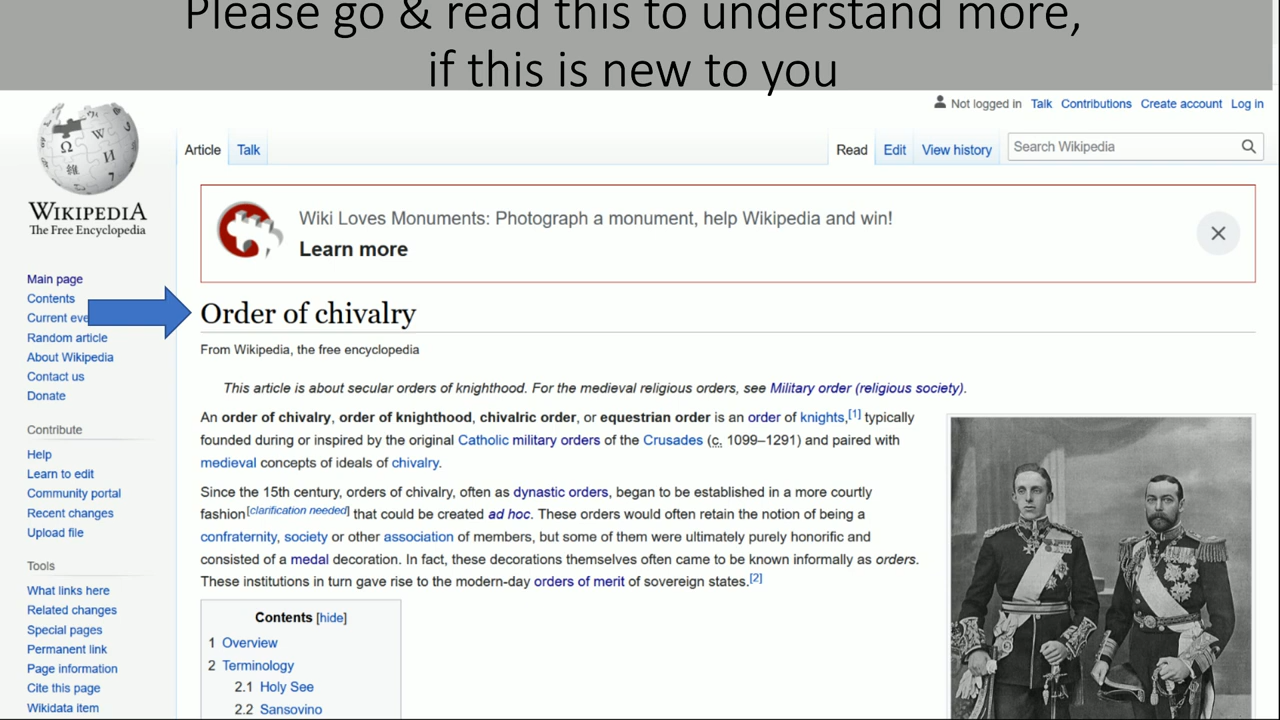 Please go & read this to understand more,
if this is new to you
Not logged in Talk Contributions Create account Log in
Article Talk Read Edit View history Search Wikipedia
WIKIPEDIA
The Free Encyclopedia
Wiki Loves Monuments: Photograph a monument, help Wikipedia and win!
Learn more
Main page
Contents
Current eve
Random article
About Wikipedia
Contact us
Donate
Contribute
Help
Learn to edit
Community portal
Recent changes
Upload file
Tools
What links here
Related changes
Special pages
Permanent link
Page information
Cite this page
Wikidata item
Order of chivalry
From Wikipedia, the free encyclopedia
This article is about secular orders of knighthood. For the medieval religious orders, see Military order (religious society).
An order of chivalry, order of knighthood, chivalric order, or equestrian order is an order of knights,[1] typically
founded during or inspired by the original Catholic military orders of the Crusades (c. 1099–1291) and paired with
medieval concepts of ideals of chivalry.
Since the 15th century, orders of chivalry, often as dynastic orders, began to be established in a more courtly
fashion[clarification needed] that could be created ad hoc. These orders would often retain the notion of being a
confraternity, society or other association of members, but some of them were ultimately purely honorific and
consisted of a medal decoration. In fact, these decorations themselves often came to be known informally as orders.
These institutions in turn gave rise to the modern-day orders of merit of sovereign states.[2]
Contents [hide]
1 Overview
2 Terminology
2.1 Holy See
2.2 Sansovino